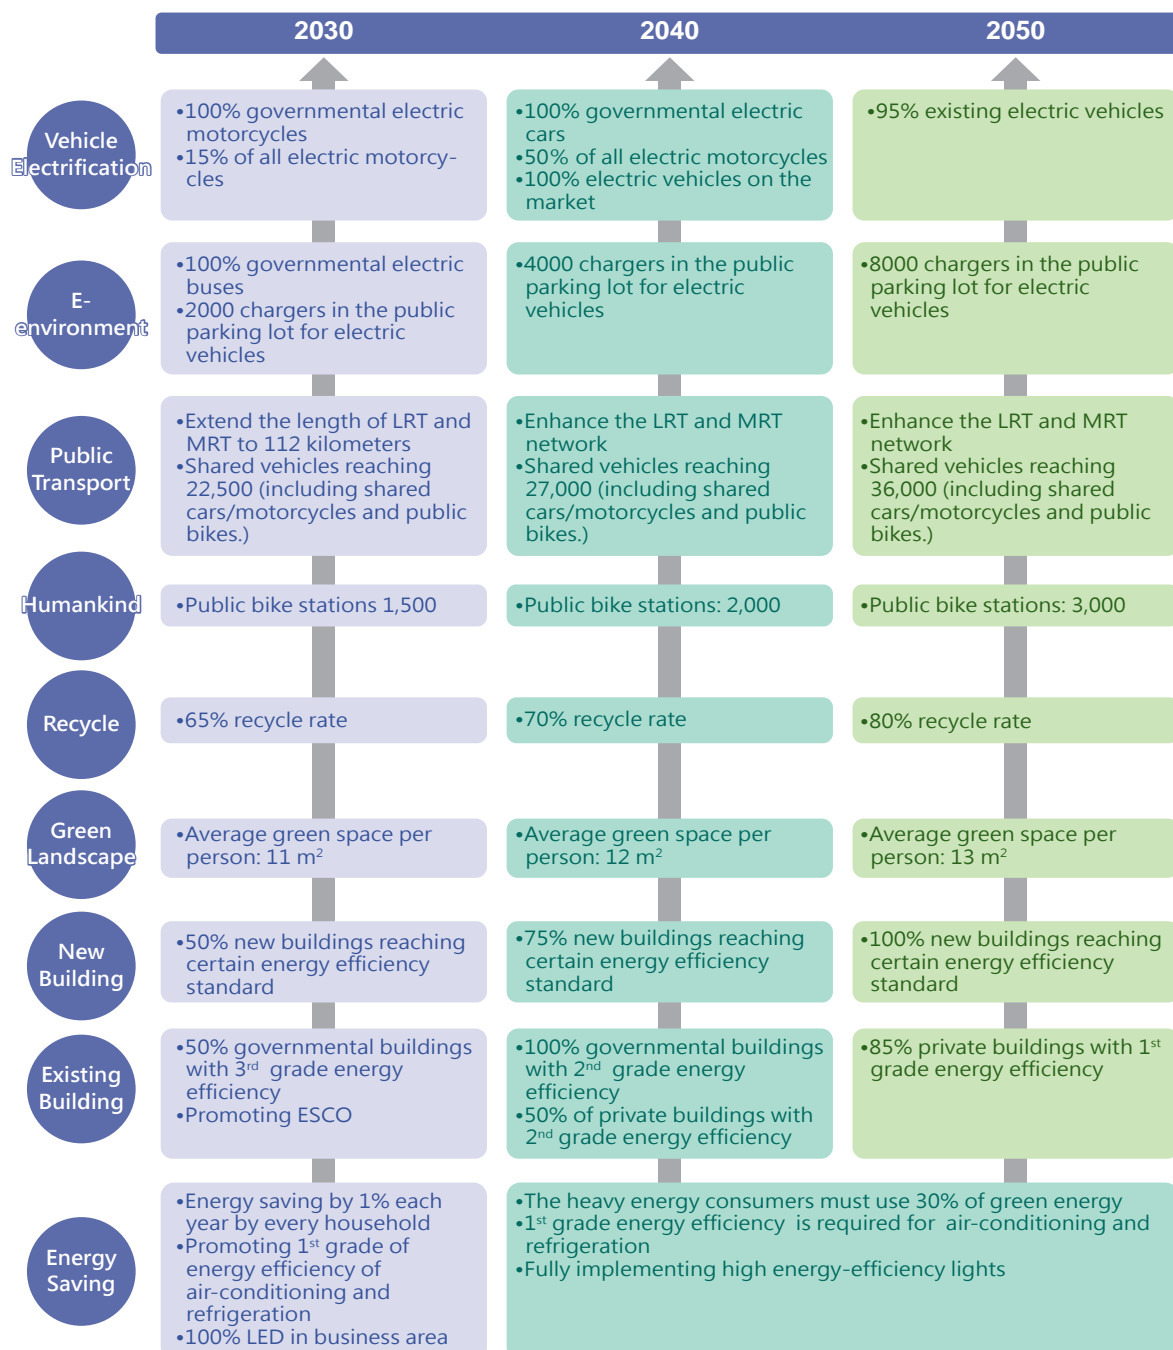 2030
2040
2050
Vehicle
Electrification
•100% governmental electric
motorcycles
•15% of all electric motorcy-
cles
•100% governmental electric
cars
•50% of all electric motorcycles
•100% electric vehicles on the
market
•95% existing electric vehicles
E-
environment
•100% governmental electric
buses
•2000 chargers in the public
parking lot for electric
vehicles
•4000 chargers in the public
parking lot for electric
vehicles
•8000 chargers in the public
parking lot for electric
vehicles
Public
Transport
•Extend the length of LRT and
MRT to 112 kilometers
•Shared vehicles reaching
22,500 (including shared
cars/motorcycles and public
bikes.)
•Enhance the LRT and MRT
network
•Shared vehicles reaching
27,000 (including shared
cars/motorcycles and public
bikes.)
•Enhance the LRT and MRT
network
•Shared vehicles reaching
36,000 (including shared
cars/motorcycles and public
bikes.)
Humankind
•Public bike stations 1,500
•Public bike stations: 2,000
•Public bike stations: 3,000
Recycle
•65% recycle rate
•70% recycle rate
•80% recycle rate
Green
Landscape
•Average green space per
person: 11 m²
•Average green space per
person: 12 m²
•Average green space per
person: 13 m²
New
Building
•50% new buildings reaching
certain energy efficiency
standard
•75% new buildings reaching
certain energy efficiency
standard
•100% new buildings reaching
certain energy efficiency
standard
Existing
Building
•50% governmental buildings
with 3rd grade energy
efficiency
•Promoting ESCO
•100% governmental buildings
with 2nd grade energy
efficiency
•50% of private buildings with
2nd grade energy efficiency
•85% private buildings with 1st
grade energy efficiency
Energy
Saving
•Energy saving by 1% each
year by every household
•Promoting 1st grade of
energy efficiency of
air-conditioning and
refrigeration
•100% LED in business area
•The heavy energy consumers must use 30% of green energy
•1st grade energy efficiency is required for air-conditioning and
refrigeration
•Fully implementing high energy-efficiency lights